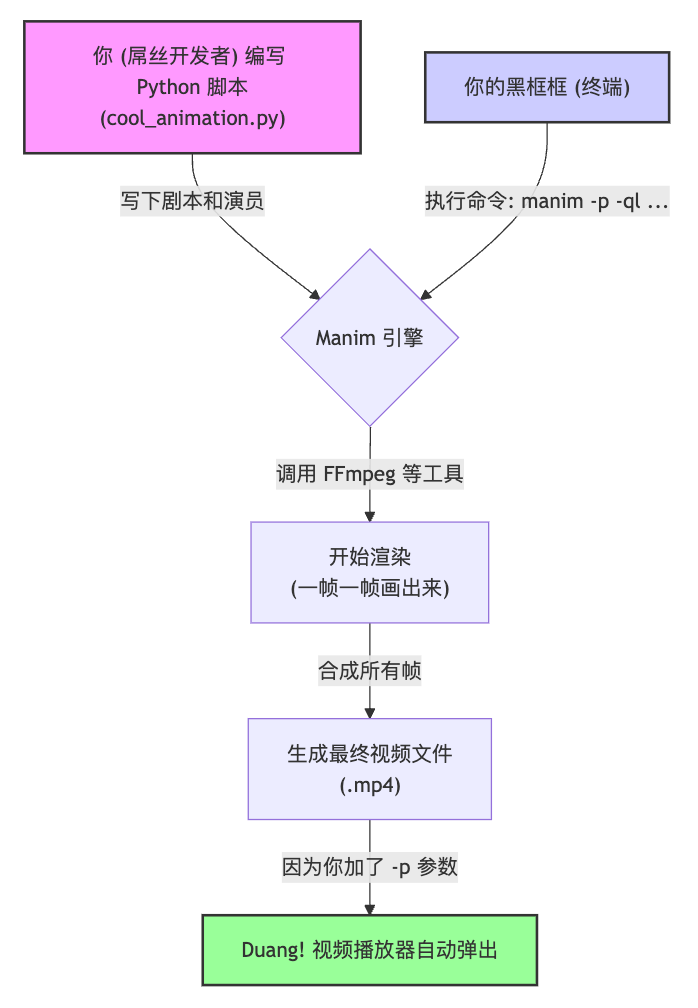 你 (屌丝开发者) 编写
Python 脚本
(cool_animation.py)
你的黑框框 (终端)
写下剧本和演员
执行命令: manim -p -ql ...
Manim 引擎
调用 FFmpeg 等工具
开始渲染
(一帧一帧画出来)
合成所有帧
生成最终视频文件
(.mp4)
因为你加了 -p 参数
Duang! 视频播放器自动弹出